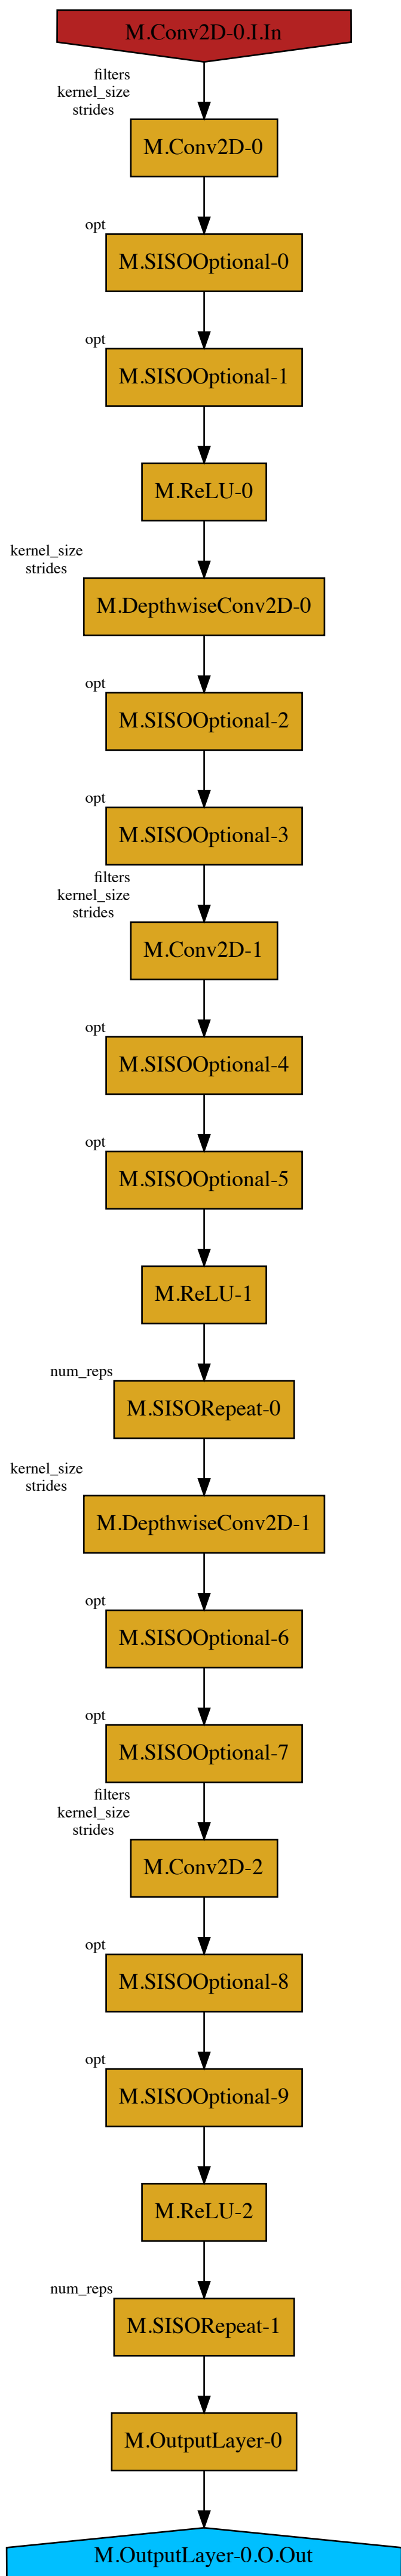 M.Conv2D-0.I.In
filters
kernel_size
strides
M.Conv2D-0
opt
M.SISOOptional-0
opt
M.SISOOptional-1
M.ReLU-0
kernel_size
strides
M.DepthwiseConv2D-0
opt
M.SISOOptional-2
opt
M.SISOOptional-3
filters
kernel_size
strides
M.Conv2D-1
opt
M.SISOOptional-4
opt
M.SISOOptional-5
M.ReLU-1
num_reps
M.SISORepeat-0
kernel_size
strides
M.DepthwiseConv2D-1
opt
M.SISOOptional-6
opt
M.SISOOptional-7
filters
kernel_size
strides
M.Conv2D-2
opt
M.SISOOptional-8
opt
M.SISOOptional-9
M.ReLU-2
num_reps
M.SISORepeat-1
M.OutputLayer-0
M.OutputLayer-0.O.Out